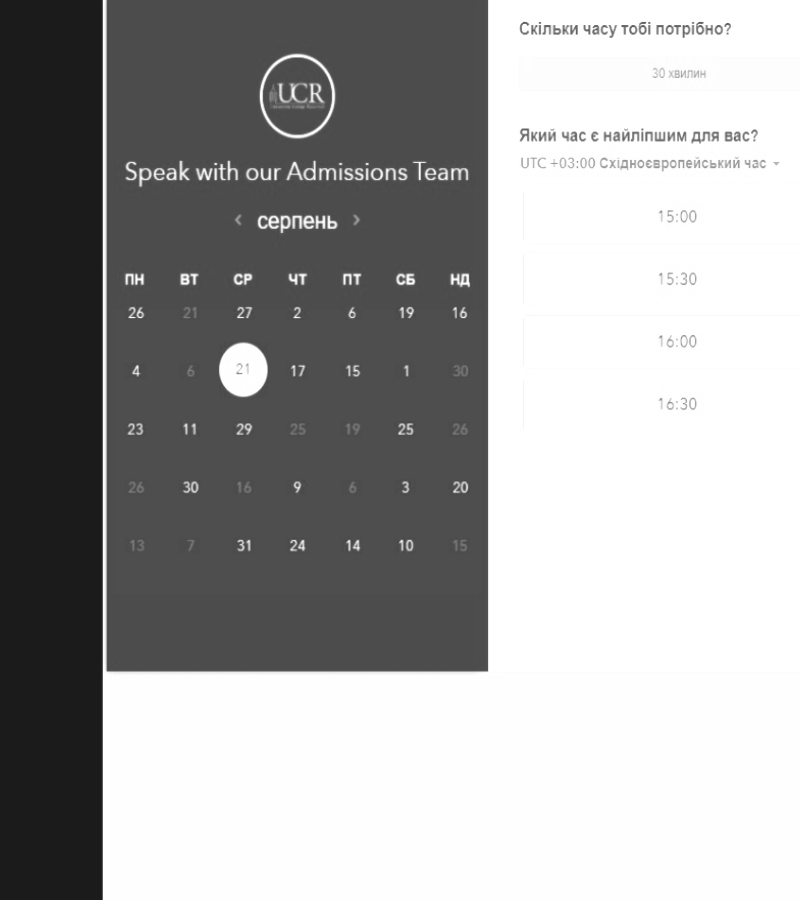 UCR
Speak with our Admissions Team
< серпень >
ПН ВТ СР ЧТ ПТ СБ НД
26 21 27 2 6 19 16
4 6 21 17 15 1 30
23 11 29 25 19 25 26
26 30 16 9 6 3 20
13 7 31 24 14 10 15
Скільки часу тобі потрібно?
30 хвилин
Який час є найліпшим для вас?
UTC +03:00 Східноєвропейський час
15:00
15:30
16:00
16:30